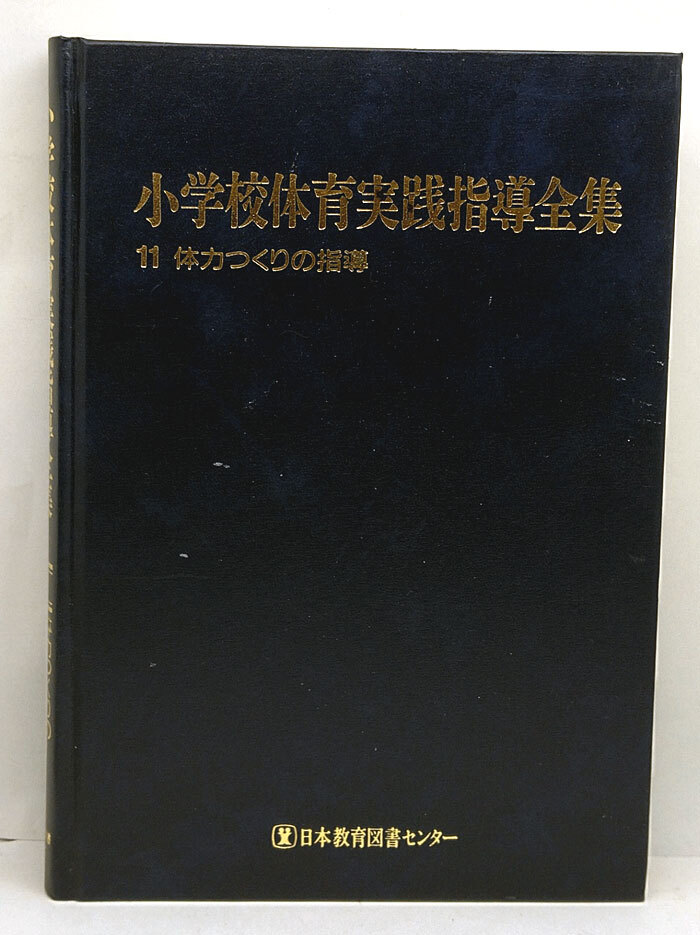 小学校体育実践指導全集
11 体力つくりの指導
日本教育図書センター